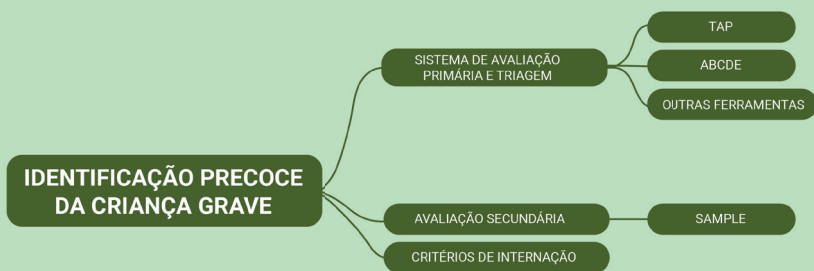 IDENTIFICAÇÃO PRECOCE
DA CRIANÇA GRAVE
SISTEMA DE AVALIAÇÃO
PRIMÁRIA E TRIAGEM
TAP
ABCDE
OUTRAS FERRAMENTAS
AVALIAÇÃO SECUNDÁRIA
SAMPLE
CRITÉRIOS DE INTERNAÇÃO